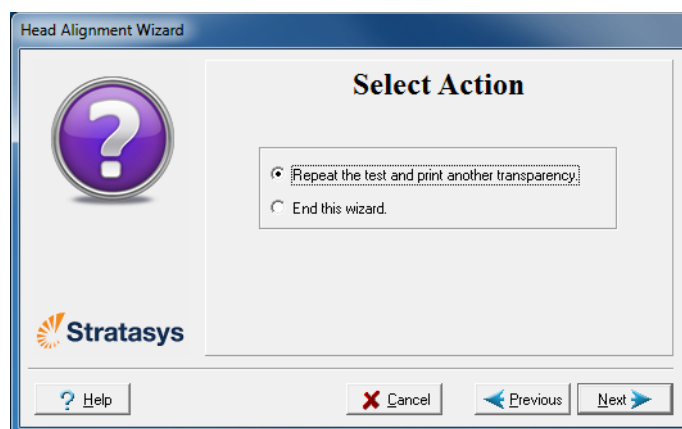 Head Alignment Wizard
Select Action
Repeat the test and print another transparency.
End this wizard.
Stratasys
? Help
Cancel
Previous
Next